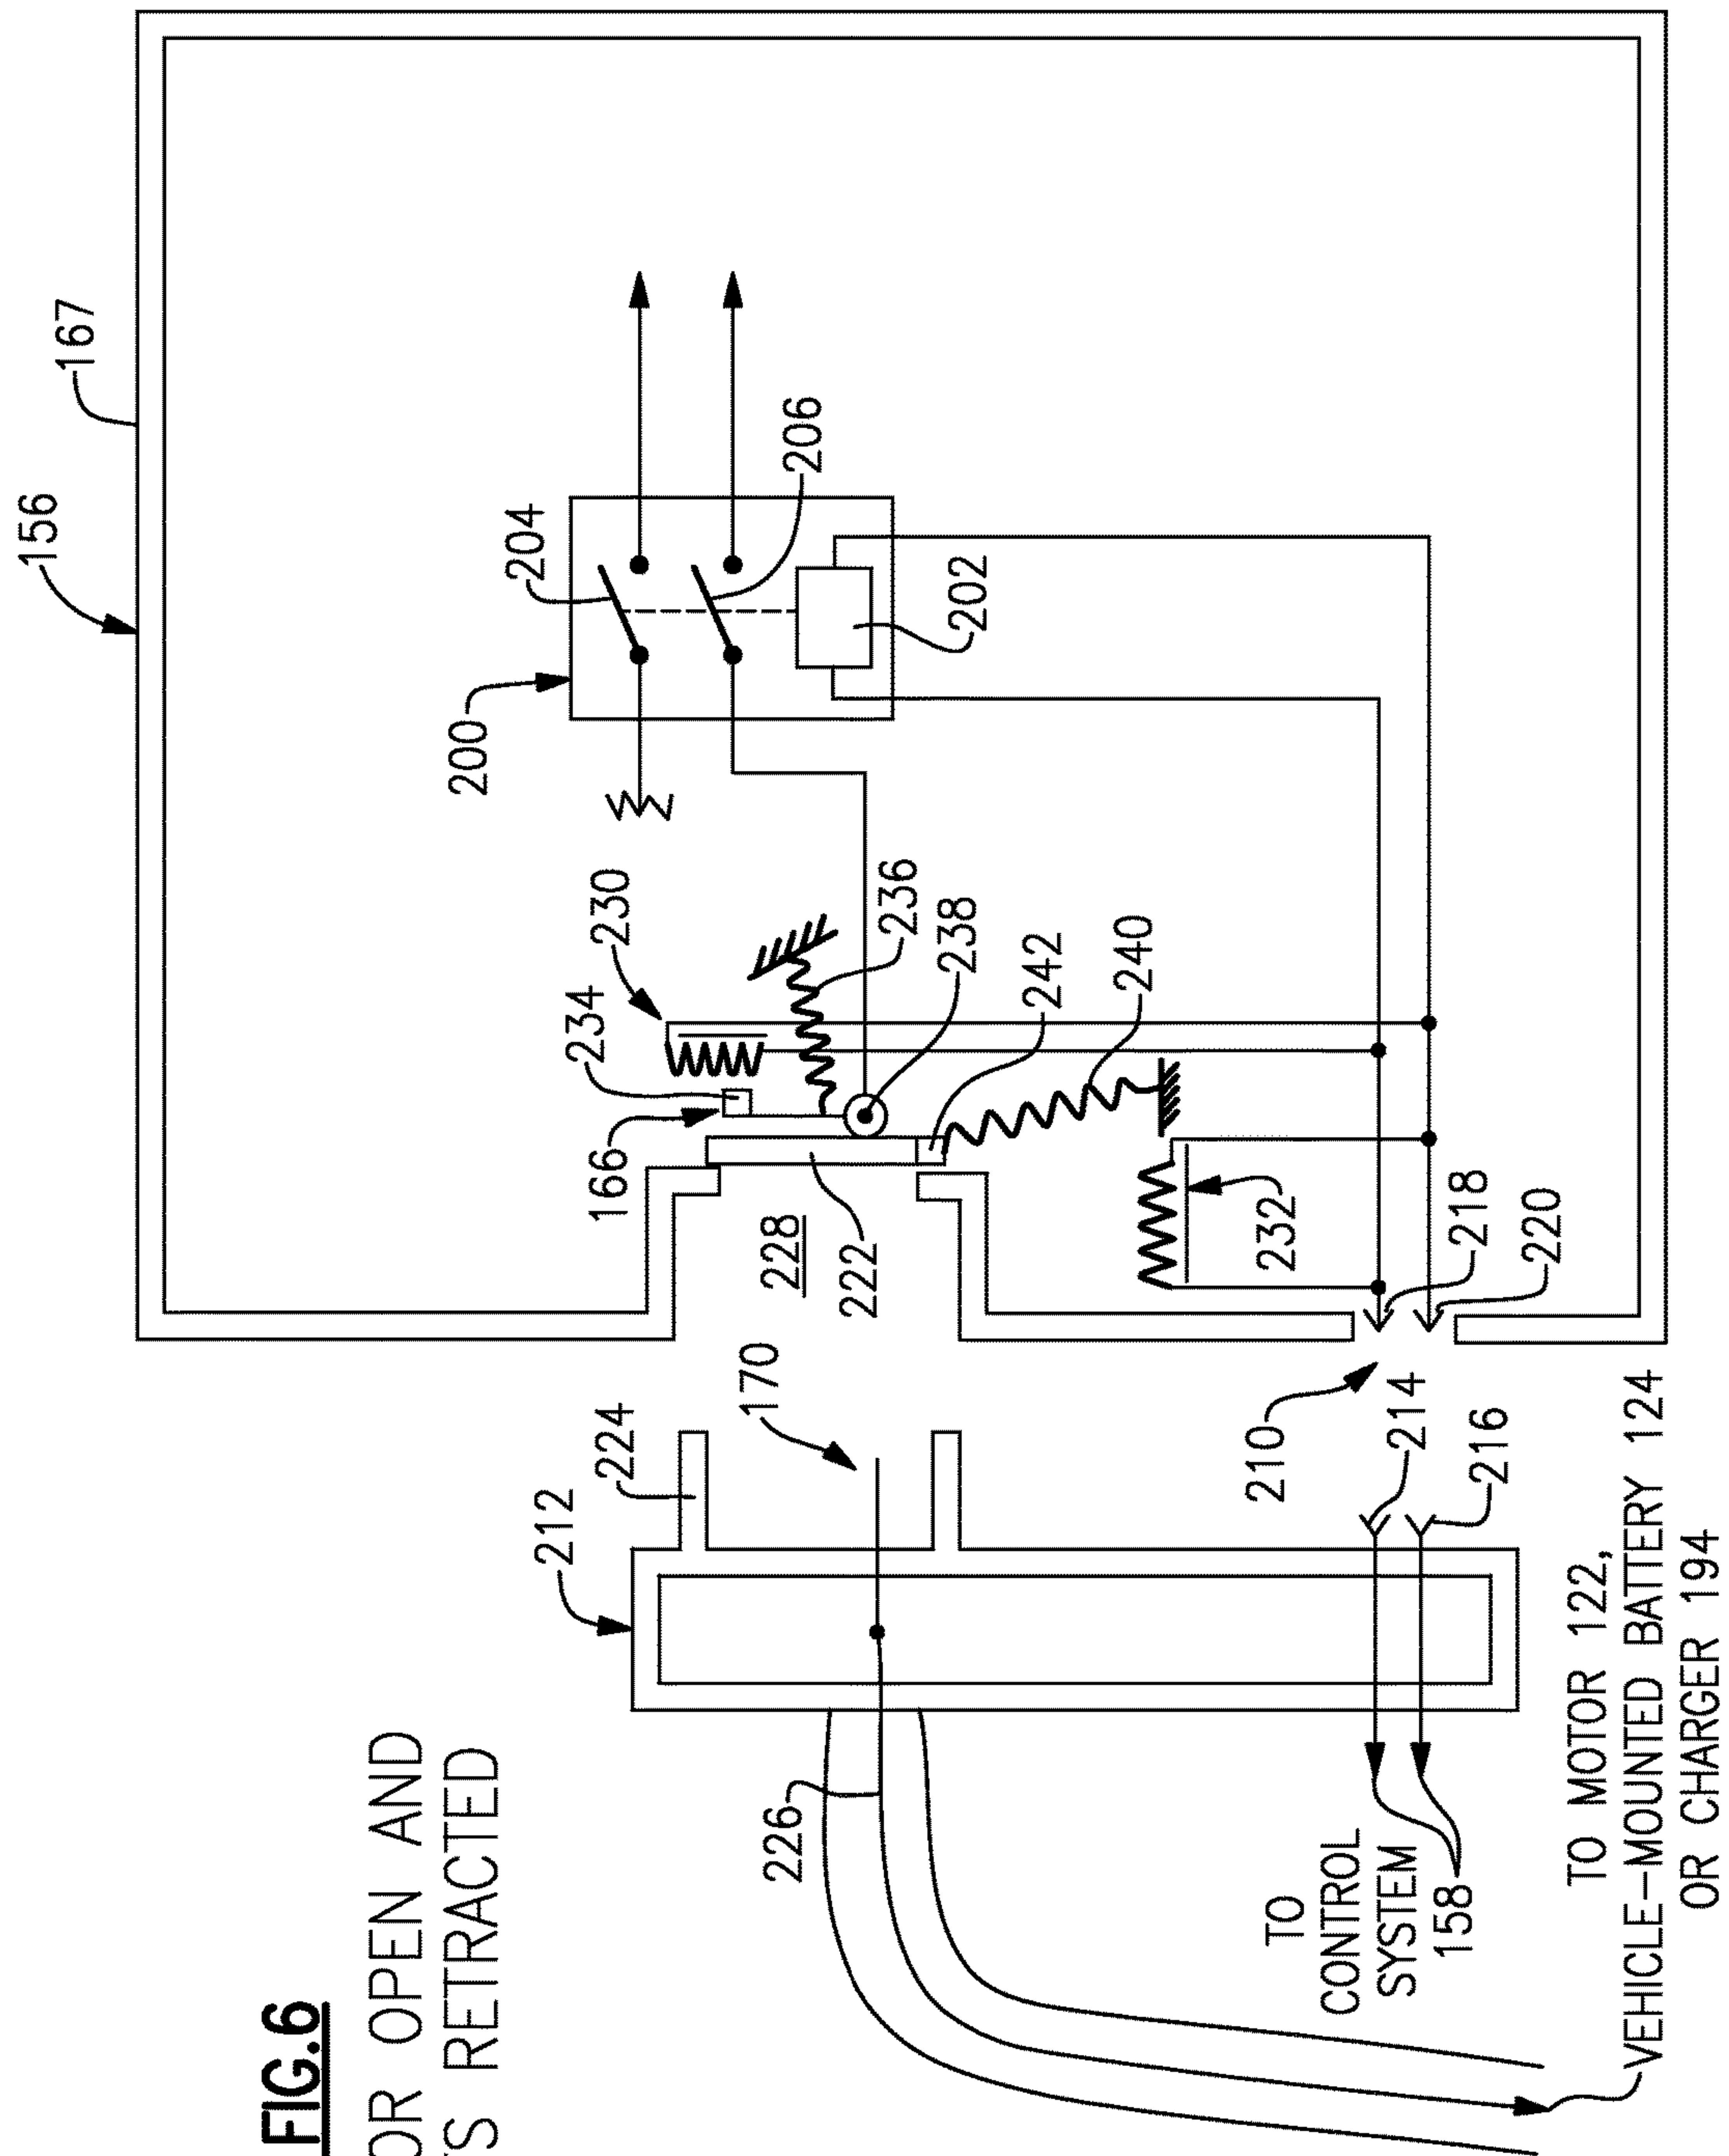 FIG.6
OPEN AND
RETRACTED
156
167
200
204
206
202
230
234
166
236
238
242
240
228
222
232
218
220
210
170
212
224
214
216
226
TO
CONTROL
SYSTEM
158
TO MOTOR 122,
VEHICLE-MOUNTED BATTERY 124
OR CHARGER 194